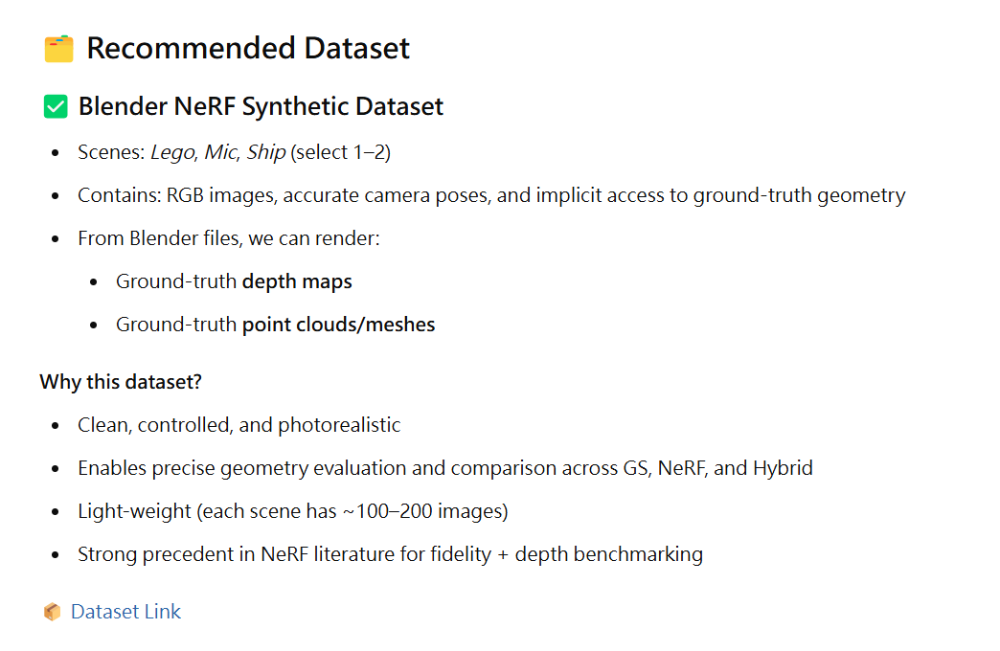 🗂️ Recommended Dataset
✅ Blender NeRF Synthetic Dataset
• Scenes: Lego, Mic, Ship (select 1–2)
• Contains: RGB images, accurate camera poses, and implicit access to ground-truth geometry
• From Blender files, we can render:
• Ground-truth depth maps
• Ground-truth point clouds/meshes
Why this dataset?
• Clean, controlled, and photorealistic
• Enables precise geometry evaluation and comparison across GS, NeRF, and Hybrid
• Light-weight (each scene has ~100–200 images)
• Strong precedent in NeRF literature for fidelity + depth benchmarking
📦 Dataset Link